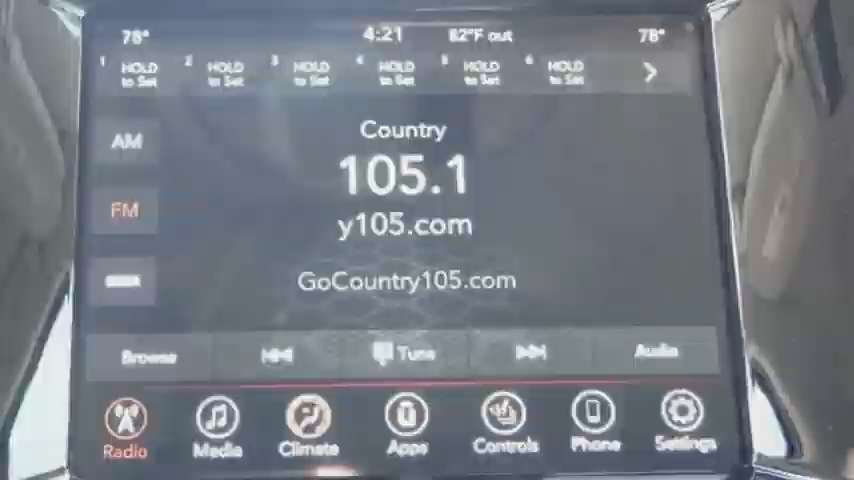 78° 4:21 82°F out 78°
1 HOLD to Set 2 HOLD to Set 3 HOLD to Set 4 HOLD to Set 5 HOLD to Set 6 HOLD to Set
Country
AM
105.1
FM
y105.com
GoCountry105.com
Browse Tune Audio
Radio Media Climate Apps Controls Phone Settings